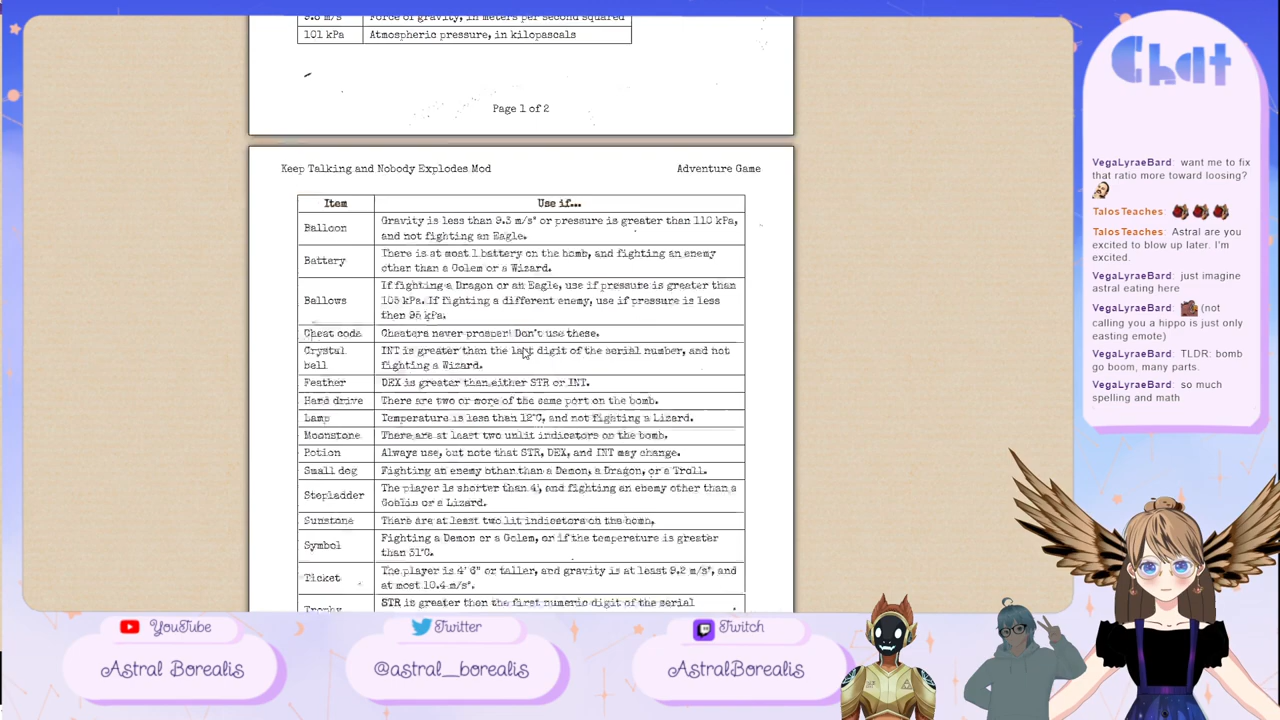 9.8 m/s² Force of gravity, in meters per second squared
101 kPa Atmospheric pressure, in kilopascals
Page 1 of 2
Keep Talking and Nobody Explodes Mod Adventure Game
Item Use if...
Balloon Gravity is less than 9.3 m/s² or pressure is greater than 110 kPa,
and not fighting an Eagle.
Battery There is at most 1 battery on the bomb, and fighting an enemy
other than a Golem or a Wizard.
Bellows If fighting a Dragon or an Eagle, use if pressure is greater than
105 kPa. If fighting a different enemy, use if pressure is less
then 95 kPa.
Cheat code Cheaters never prosper! Don't use these.
Crystal
ball
INT is greater than the last digit of the serial number, and not
fighting a Wizard.
Feather DEX is greater than either STR or INT.
Hard drive There are two or more of the same port on the bomb.
Lamp Temperature is less than 12°C, and not fighting a Lizard.
Moonstone There are at least two unlit indicators on the bomb.
Potion Always use, but note that STR, DEX, and INT may change.
Small dog Fighting an enemy other than a Demon, a Dragon, or a Troll.
Stepladder The player is shorter than 4', and fighting an enemy other than a
Goblin or a Lizard.
Sunstone There are at least two lit indicators on the bomb.
Symbol Fighting a Demon or a Golem, or if the temperature is greater
than 31°C.
Ticket The player is 4' 6" or taller, and gravity is at least 9.2 m/s², and
at most 10.4 m/s².
Trophy STR is greater than the first numeric digit of the serial
Chat
VegaLyraeBard: want me to fix
that ratio more toward loosing?
TalosTeaches:
TalosTeaches: Astral are you
excited to blow up later. I'm
excited.
VegaLyraeBard: just imagine
astral eating here
VegaLyraeBard: (not
calling you a hippo is just only
easting emote)
VegaLyraeBard: TLDR: bomb
go boom, many parts.
VegaLyraeBard: so much
spelling and math
YouTube Twitter Twitch
Astral Borealis @astral__borealis AstralBorealis